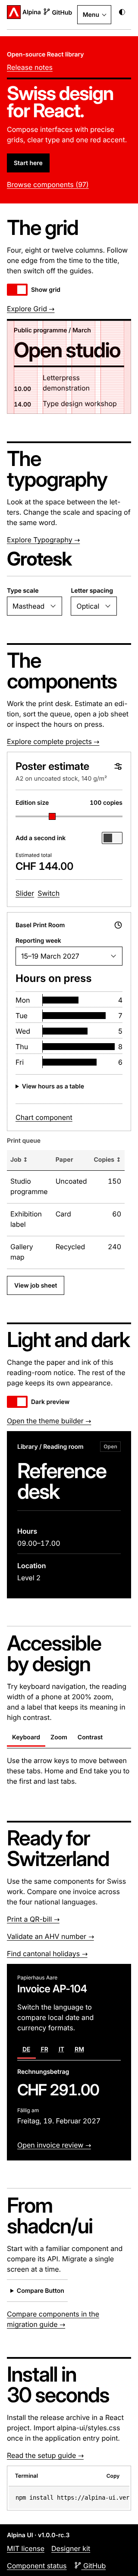 Alpina GitHub Menu
Open-source React library
Release notes
Swiss design
for React.
Compose interfaces with precise
grids, clear type and one red accent.
Start here
Browse components (97)
The grid
Four, eight or twelve columns. Follow
one edge from the time to the title,
then switch off the guides.
Show grid
Explore Grid →
Public programme / March
Open studio
10.00 Letterpress
demonstration
14.00 Type design workshop
The
typography
Look at the space between the let-
ters. Change the scale and spacing of
the same word.
Explore Typography →
Grotesk
Type scale Letter spacing
Masthead Optical
The
components
Work the print desk. Estimate an edi-
tion, sort the queue, open a job sheet
or inspect the hours on press.
Explore complete projects →
Poster estimate
A2 on uncoated stock, 140 g/m²
Edition size 100 copies
Add a second ink
Estimated total
CHF 144.00
Slider Switch
Basel Print Room
Reporting week
15–19 March 2027
Hours on press
Mon 4
Tue 7
Wed 5
Thu 8
Fri 6
View hours as a table
Chart component
Print queue
Job Paper Copies
Studio
programme Uncoated 150
Exhibition
label Card 60
Gallery
map Recycled 240
View job sheet
Light and dark
Change the paper and ink of this
reading-room notice. The rest of the
page keeps its own appearance.
Dark preview
Open the theme builder →
Library / Reading room Open
Reference
desk
Hours
09.00–17.00
Location
Level 2
Accessible
by design
Try keyboard navigation, the reading
width of a phone at 200% zoom,
and a label that keeps its meaning in
high contrast.
Keyboard Zoom Contrast
Use the arrow keys to move between
these tabs. Home and End take you to
the first and last tabs.
Ready for
Switzerland
Use the same components for Swiss
work. Compare one invoice across
the four national languages.
Print a QR-bill →
Validate an AHV number →
Find cantonal holidays →
Papierhaus Aare
Invoice AP-104
Switch the language to
compare local date and
currency formats.
DE FR IT RM
Rechnungsbetrag
CHF 291.00
Fällig am
Freitag, 19. Februar 2027
Open invoice review →
From
shadcn/ui
Start with a familiar component and
compare its API. Migrate a single
screen at a time.
Compare Button
Compare components in the
migration guide →
Install in
30 seconds
Install the release archive in a React
project. Import alpina-ui/styles.css
once in the application entry point.
Read the setup guide →
Terminal Copy
npm install https://alpina-ui.ver
Alpina UI · v1.0.0-rc.3
MIT license Designer kit
Component status GitHub